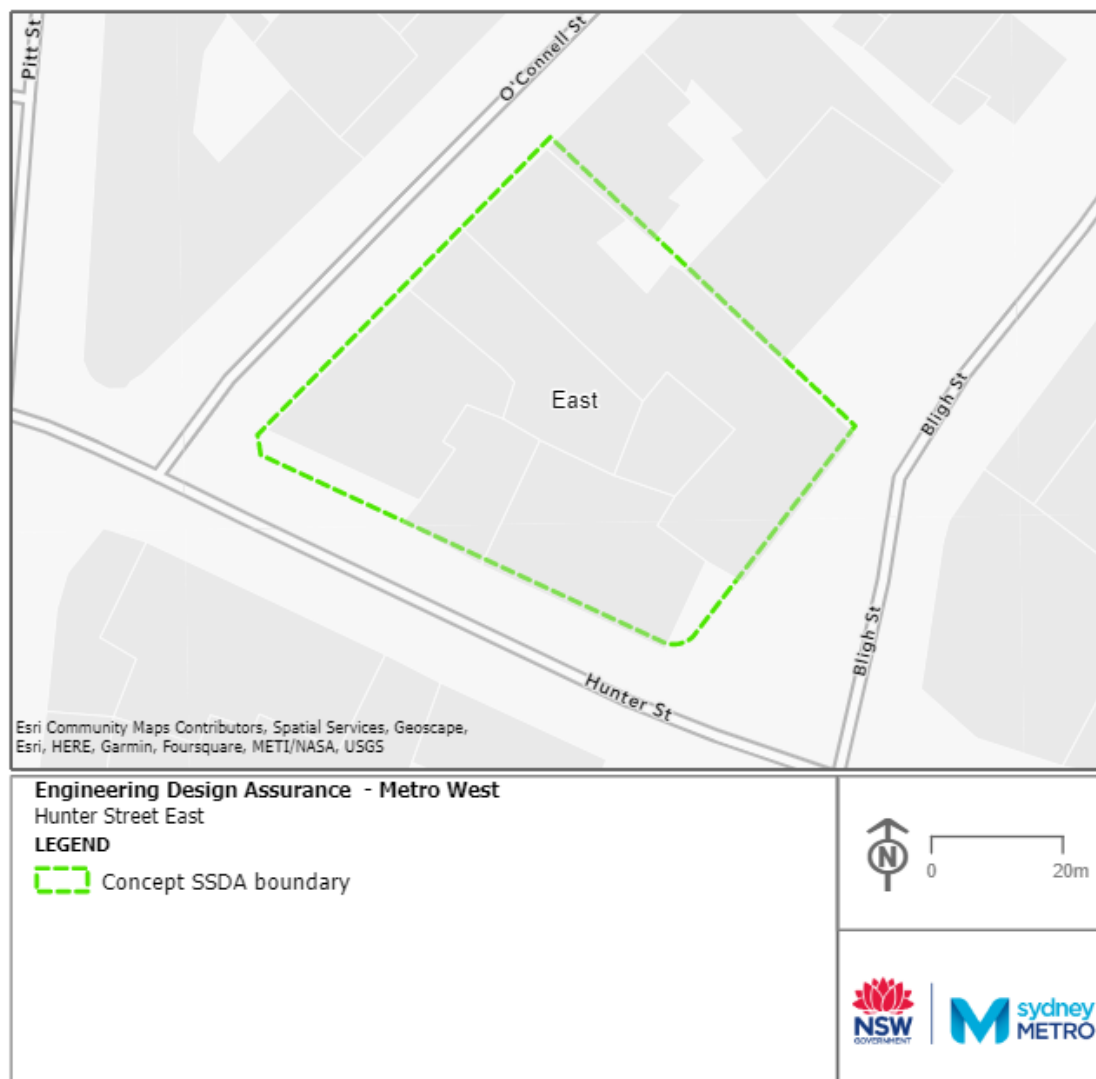 Pitt St
O'Connell St
East
Bligh St
Bligh St
Hunter St
Esri Community Maps Contributors, Spatial Services, Geoscape,
Esri, HERE, Garmin, Foursquare, METI/NASA, USGS
Engineering Design Assurance - Metro West
Hunter Street East
LEGEND
Concept SSDA boundary
N
0 20m
NSW
GOVERNMENT
sydney
METRO